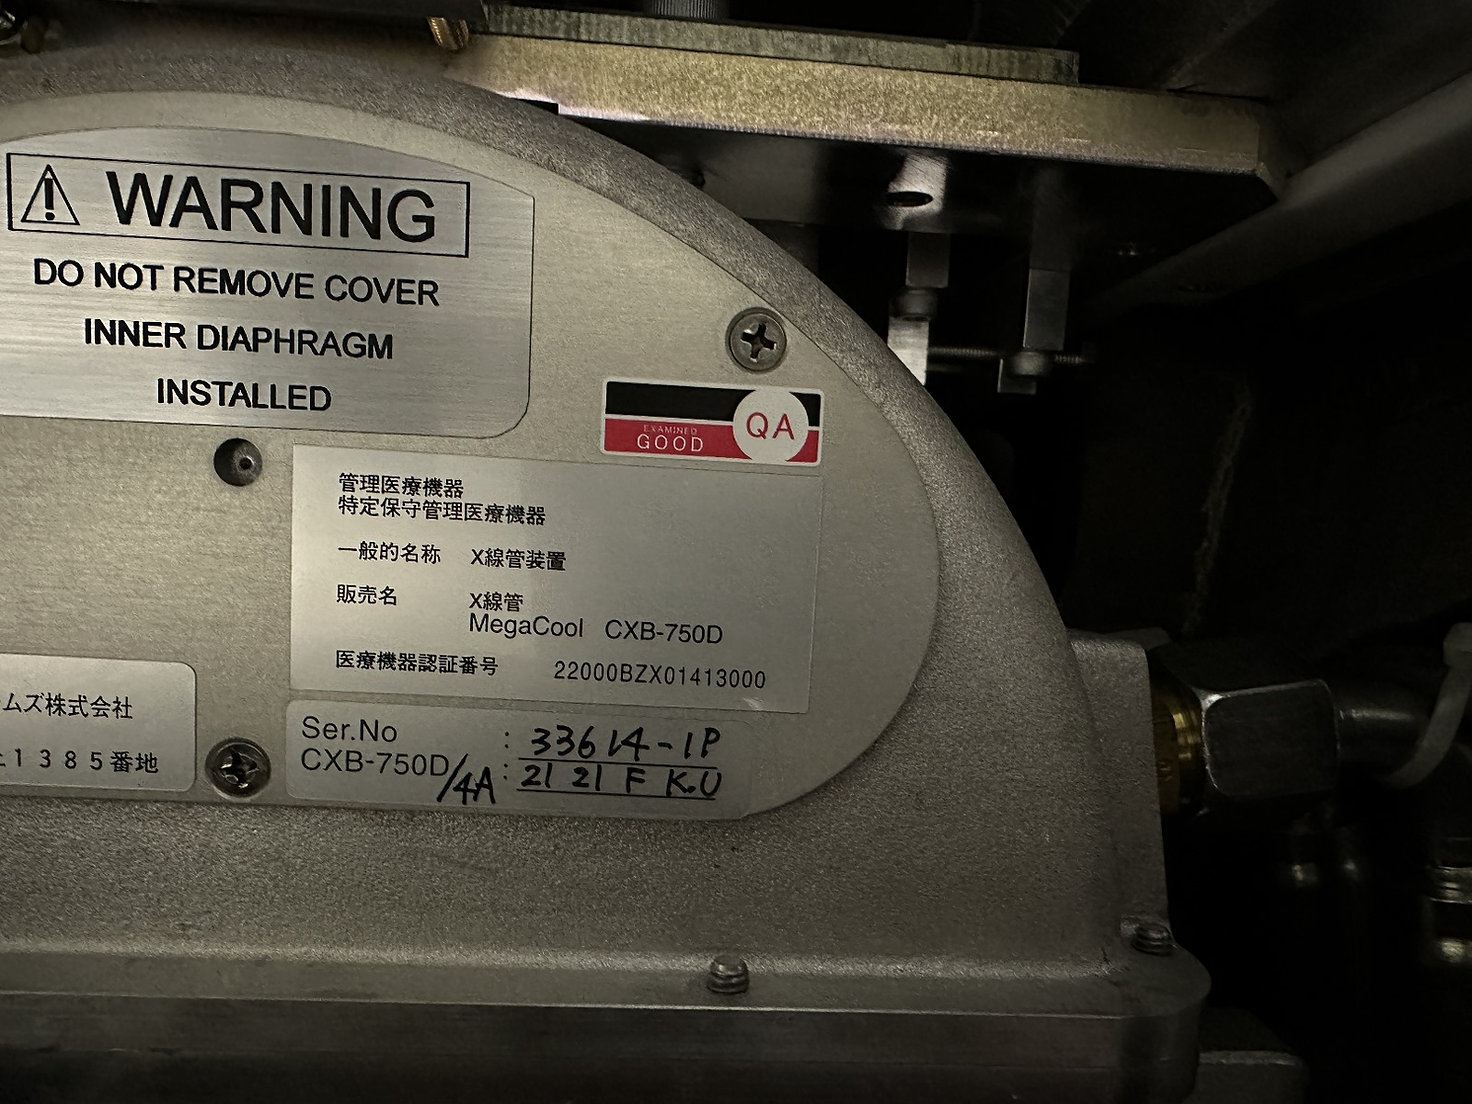 WARNING
DO NOT REMOVE COVER
INNER DIAPHRAGM
INSTALLED
EXAMINED
GOOD
QA
管理医療機器
特定保守管理医療機器
一般的名称 X線管装置
販売名 X線管
MegaCool CXB-750D
医療機器認証番号 22000BZX01413000
ムズ株式会社
1385番地
Ser.No : 33614-1P
CXB-750D/4A : 21 21 F K.U